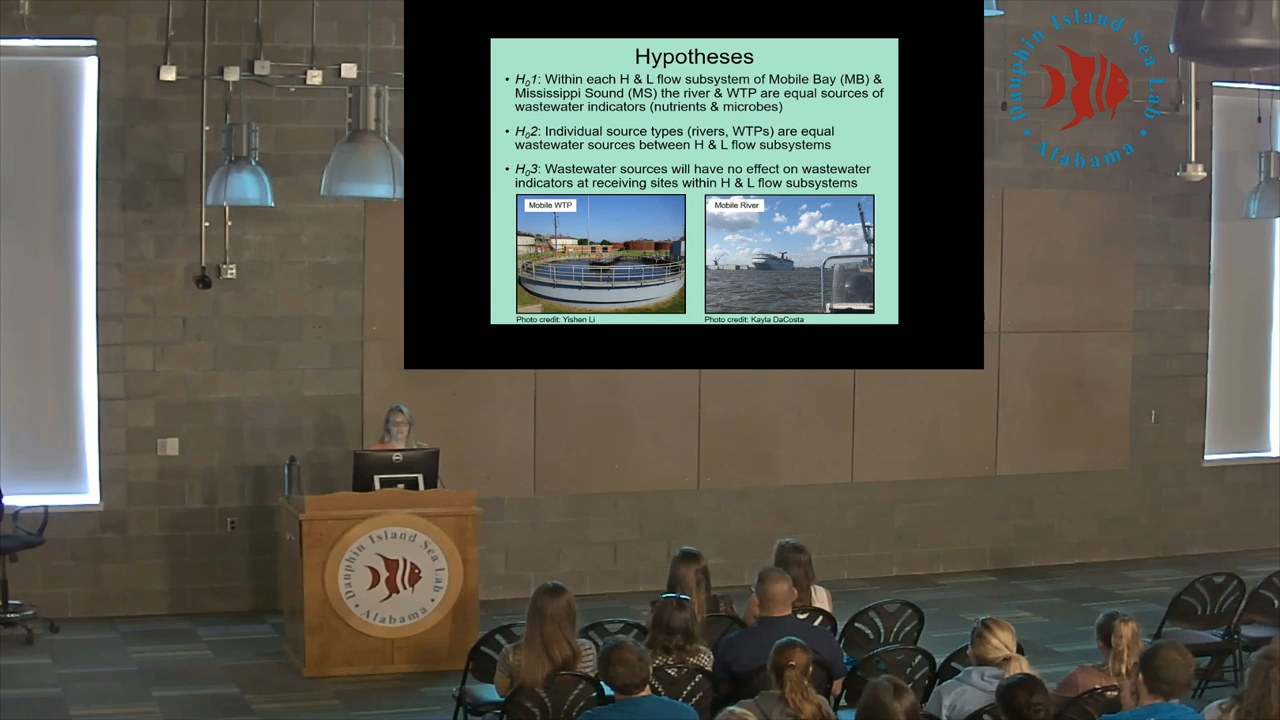 Hypotheses
• H₀1: Within each H & L flow subsystem of Mobile Bay (MB) &
Mississippi Sound (MS) the river & WTP are equal sources of
wastewater indicators (nutrients & microbes)
• H₀2: Individual source types (rivers, WTPs) are equal
wastewater sources between H & L flow subsystems
• H₀3: Wastewater sources will have no effect on wastewater
indicators at receiving sites within H & L flow subsystems
Mobile WTP
Mobile River
Photo credit: Yishen Li
Photo credit: Kayla DaCosta
Dauphin Island Sea Lab
• Alabama •
DELL
Dauphin Island Sea Lab
• Alabama •